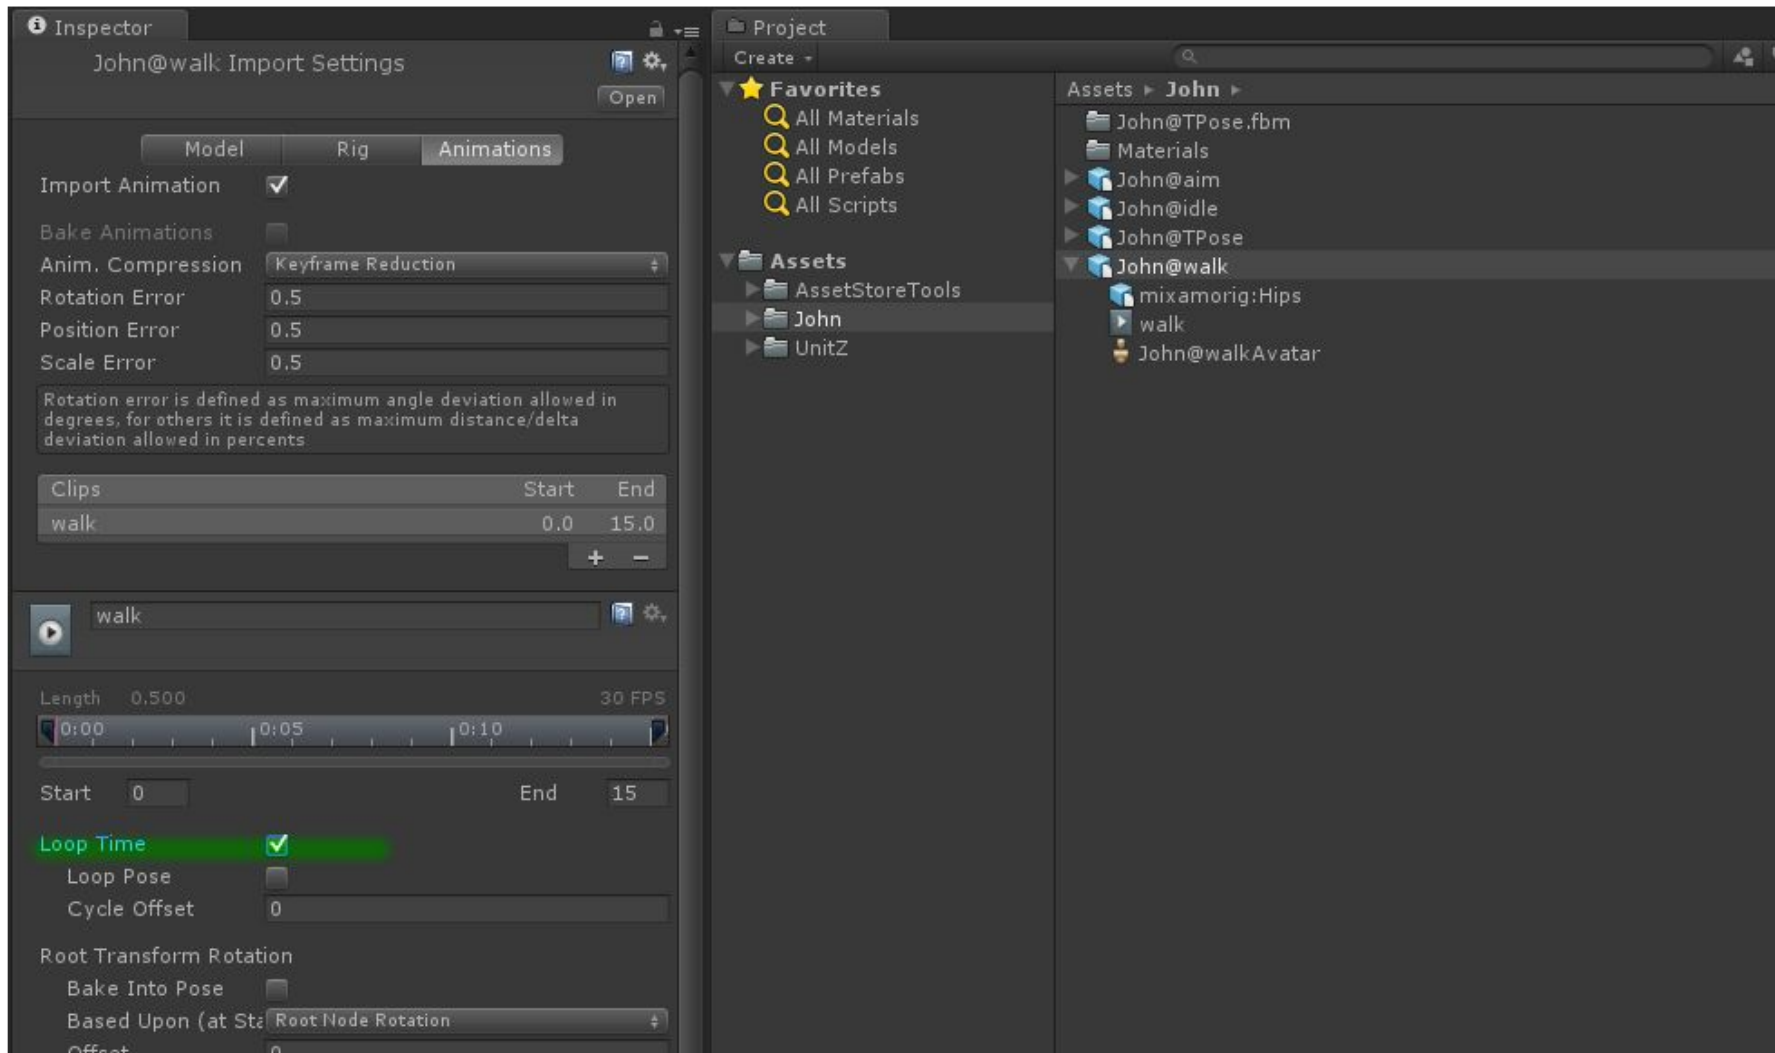 Inspector
John@walk Import Settings
Open
Model Rig Animations
Import Animation
Bake Animations
Anim. Compression Keyframe Reduction
Rotation Error 0.5
Position Error 0.5
Scale Error 0.5
Rotation error is defined as maximum angle deviation allowed in
degrees, for others it is defined as maximum distance/delta
deviation allowed in percents
Clips Start End
walk 0.0 15.0
+ −
walk
Length 0.500 30 FPS
0:00 0:05 0:10
Start 0 End 15
Loop Time
Loop Pose
Cycle Offset 0
Root Transform Rotation
Bake Into Pose
Based Upon (at Sta Root Node Rotation
Offset 0
Project
Create
Favorites
All Materials
All Models
All Prefabs
All Scripts
Assets
AssetStoreTools
John
UnitZ
Assets John
John@TPose.fbm
Materials
John@aim
John@idle
John@TPose
John@walk
mixamorig:Hips
walk
John@walkAvatar